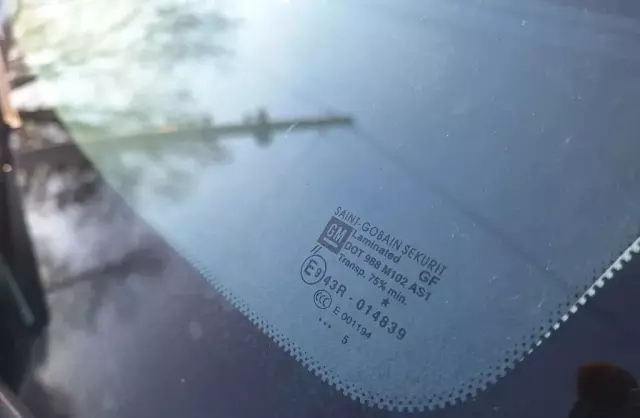 SAINT-GOBAIN SEKURIT
GM Laminated GF
DOT 988 M102 AS1
Transp. 75% min.
E9 43R - 014839
CCC E 001194
••• 5